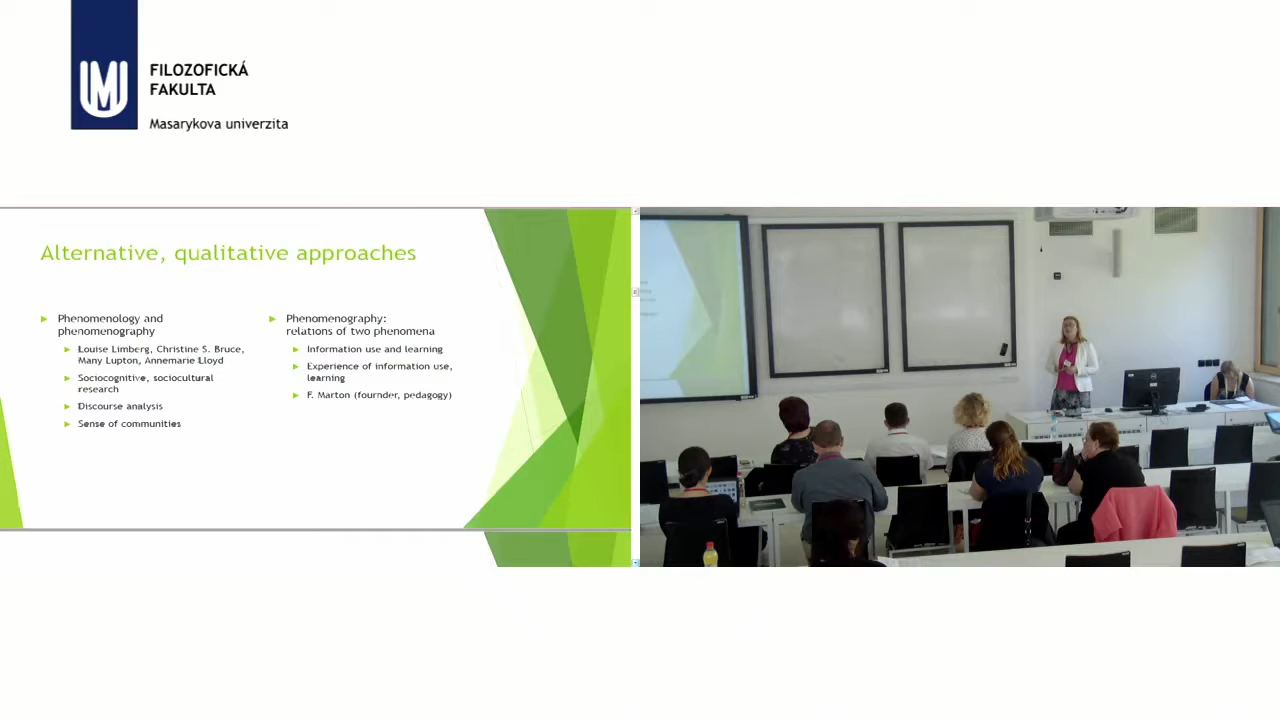 FILOZOFICKÁ
FAKULTA
Masarykova univerzita
Alternative, qualitative approaches
Phenomenology and
phenomenography
Louise Limberg, Christine S. Bruce,
Many Lupton, Annemarie Lloyd
Sociocognitive, sociocultural
research
Discourse analysis
Sense of communities
Phenomenography:
relations of two phenomena
Information use and learning
Experience of information use,
learning
F. Marton (founder, pedagogy)